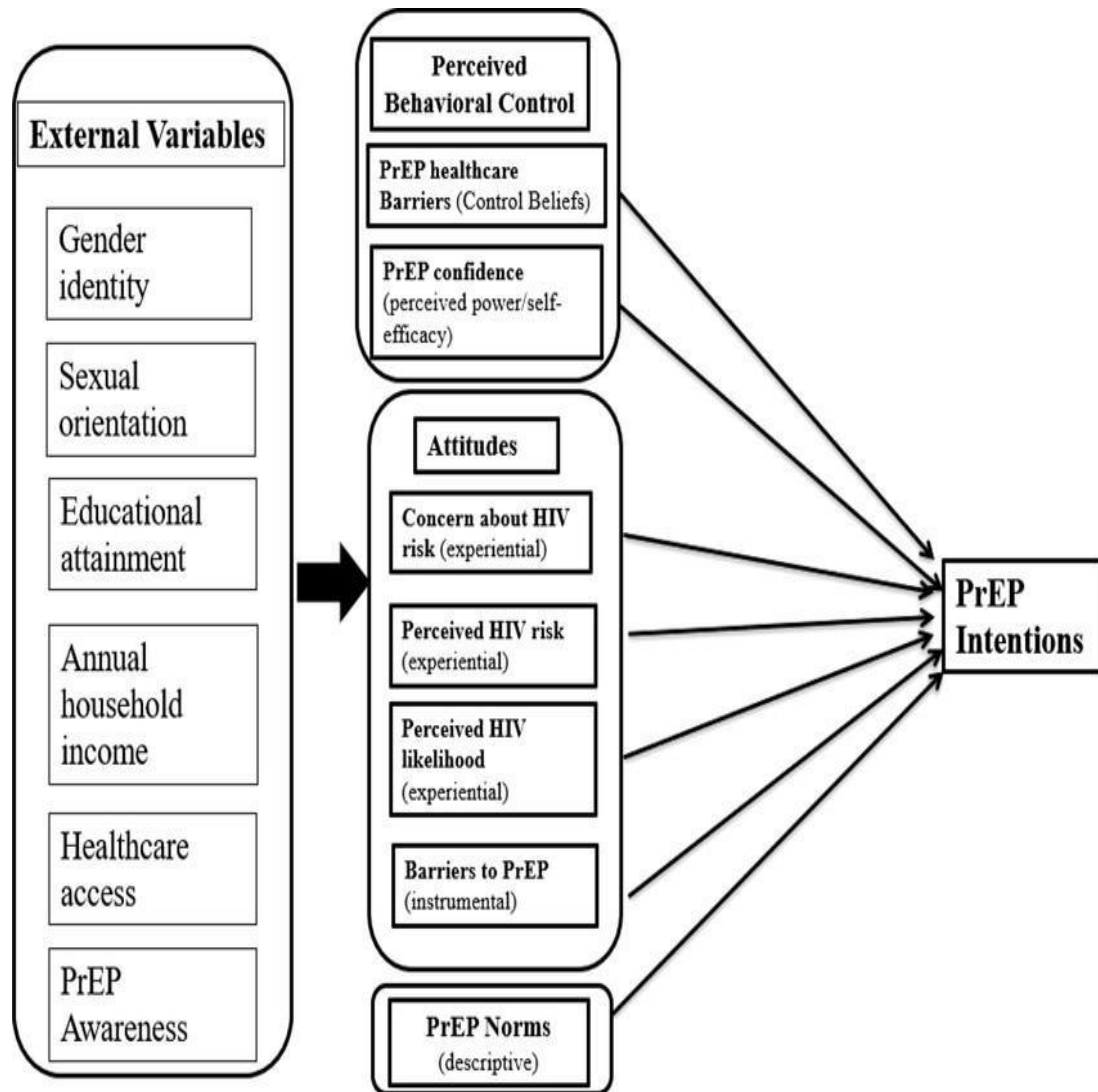 External Variables
Gender
identity
Sexual
orientation
Educational
attainment
Annual
household
income
Healthcare
access
PrEP
Awareness
Perceived
Behavioral Control
PrEP healthcare
Barriers (Control Beliefs)
PrEP confidence
(perceived power/self-
efficacy)
Attitudes
Concern about HIV
risk (experiential)
Perceived HIV risk
(experiential)
Perceived HIV
likelihood
(experiential)
Barriers to PrEP
(instrumental)
PrEP Norms
(descriptive)
PrEP
Intentions